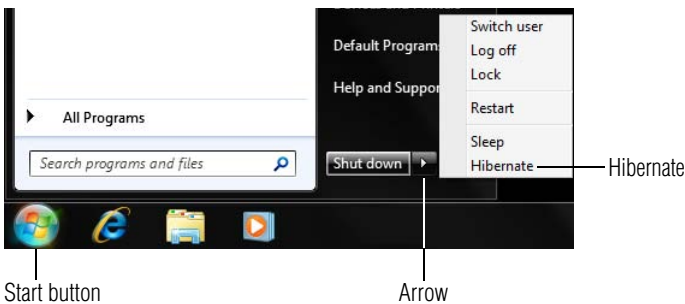 Switch user
Default Program
Log off
Lock
Help and Suppor
Restart
All Programs
Sleep
Search programs and files
Shut down
Hibernate
Hibernate
Start button
Arrow